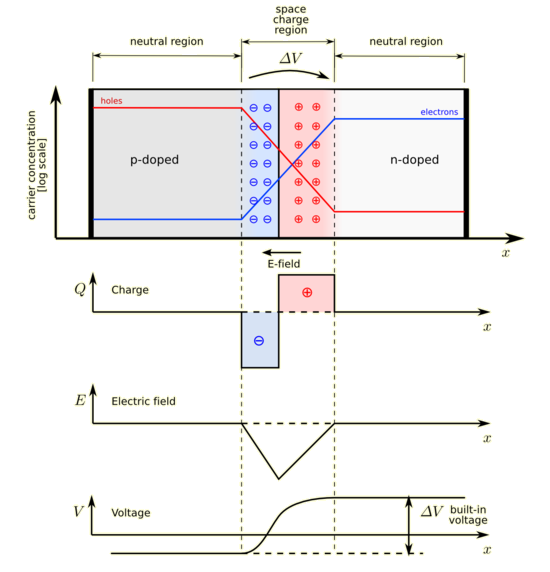 space
charge
region
neutral region
neutral region
ΔV
holes
electrons
carrier concentration
[log scale]
p-doped
n-doped
x
E-field
Q
Charge
x
E
Electric field
x
V
Voltage
ΔV built-in
voltage
x